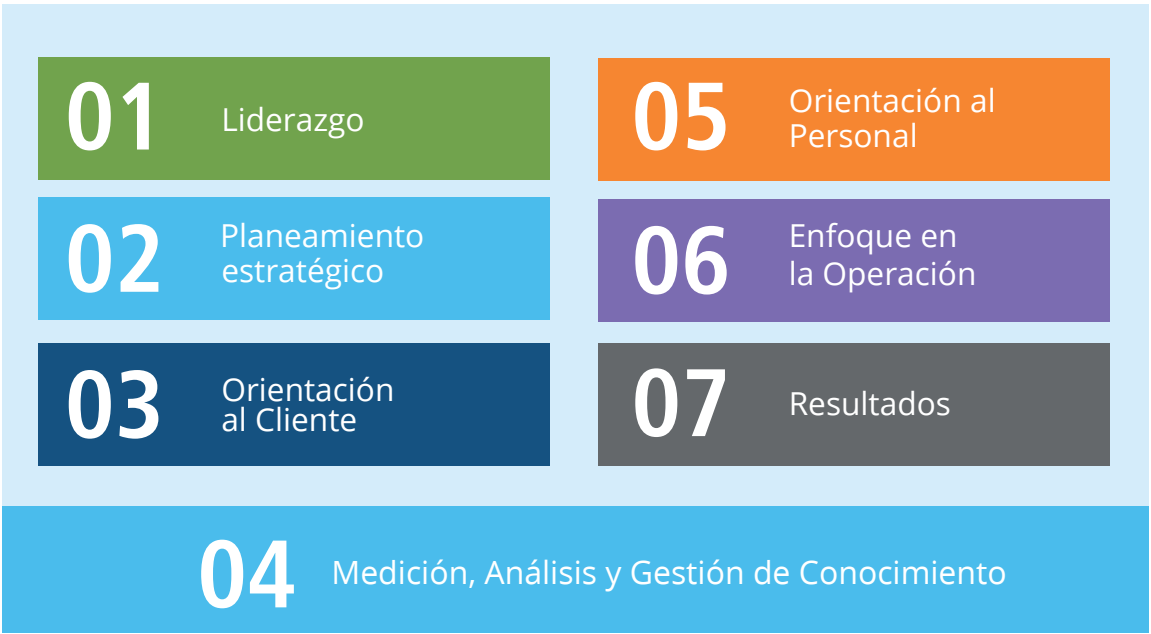 01
Liderazgo
02
Planeamiento
estratégico
03
Orientación
al Cliente
05
Orientación al
Personal
06
Enfoque en
la Operación
07
Resultados
04
Medición, Análisis y Gestión de Conocimiento